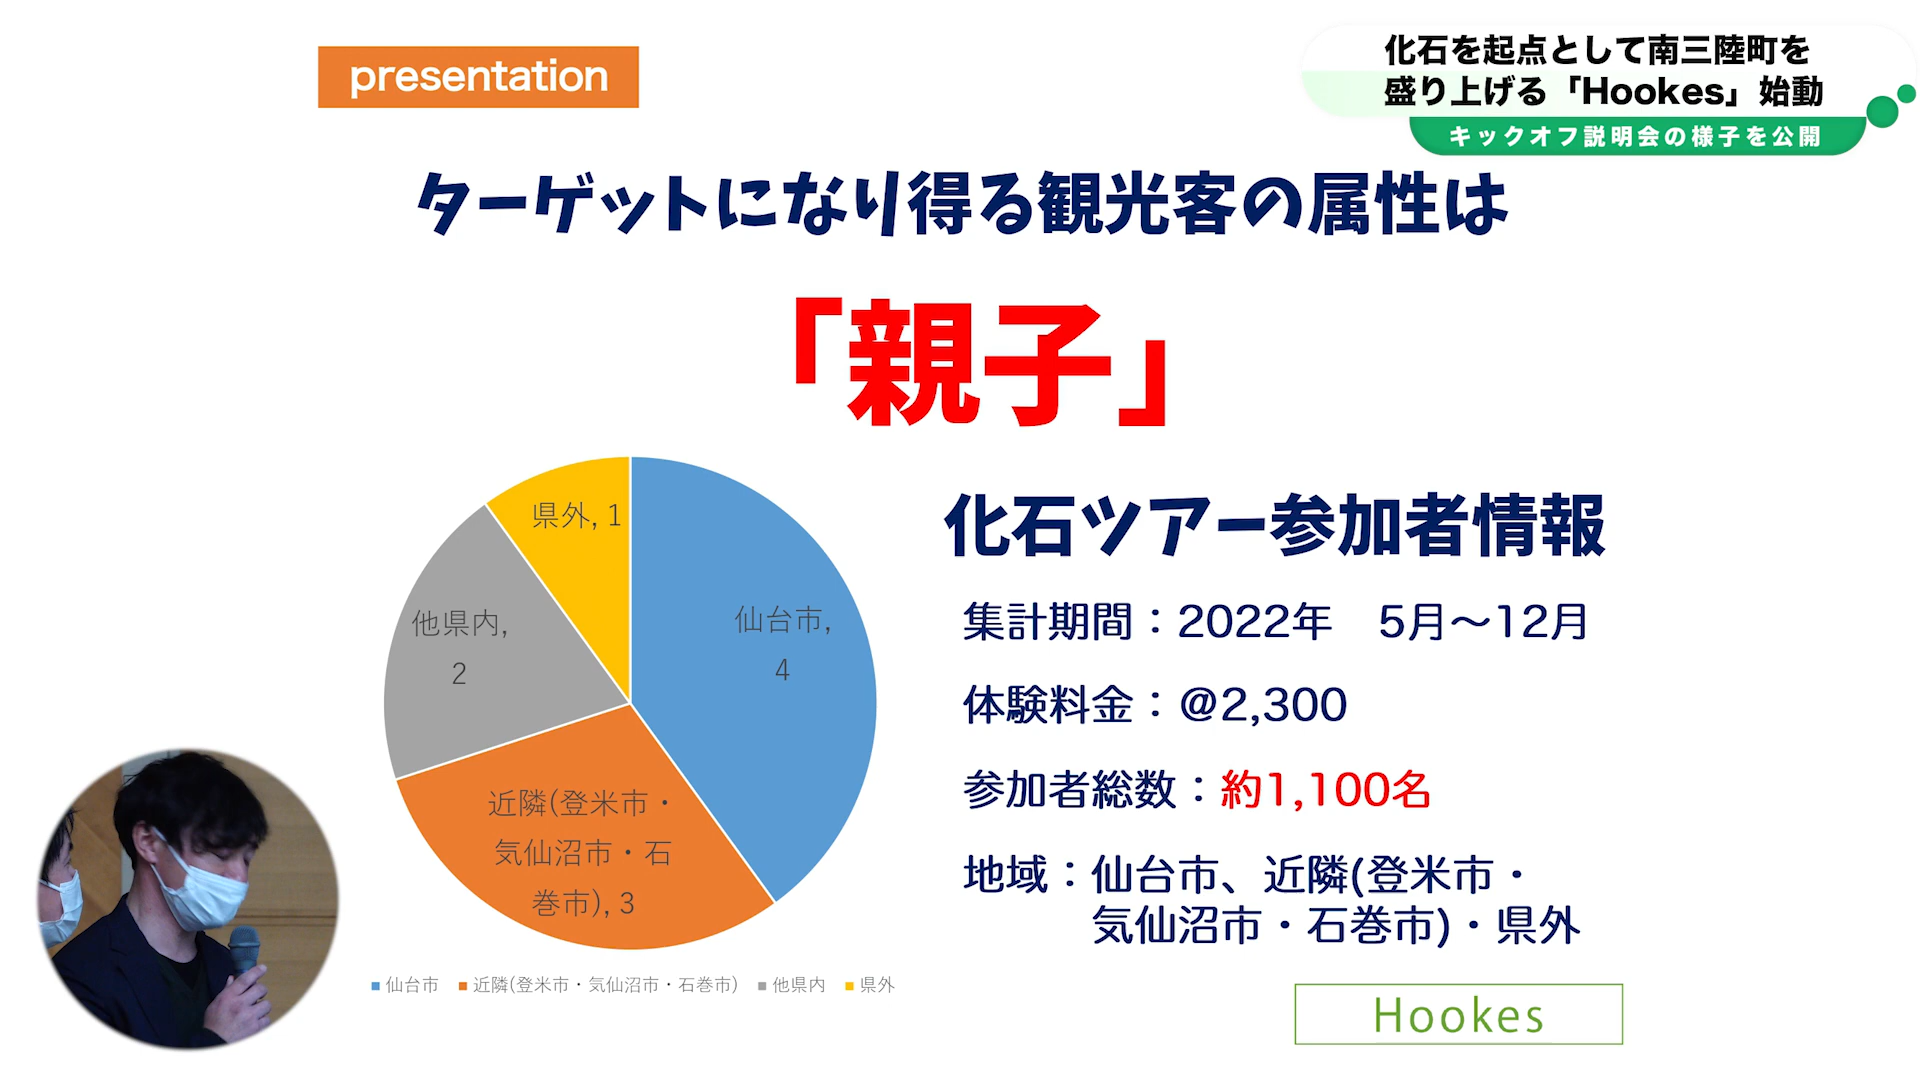 presentation
化石を起点として南三陸町を
盛り上げる「Hookes」始動
キックオフ説明会の様子を公開
ターゲットになり得る観光客の属性は
「親子」
県外, 1
仙台市,
4
他県内,
2
近隣(登米市・
気仙沼市・石
巻市), 3
仙台市 近隣(登米市・気仙沼市・石巻市) 他県内 県外
化石ツアー参加者情報
集計期間：2022年　5月～12月
体験料金：@2,300
参加者総数：約1,100名
地域：仙台市、近隣(登米市・
気仙沼市・石巻市)・県外
Hookes